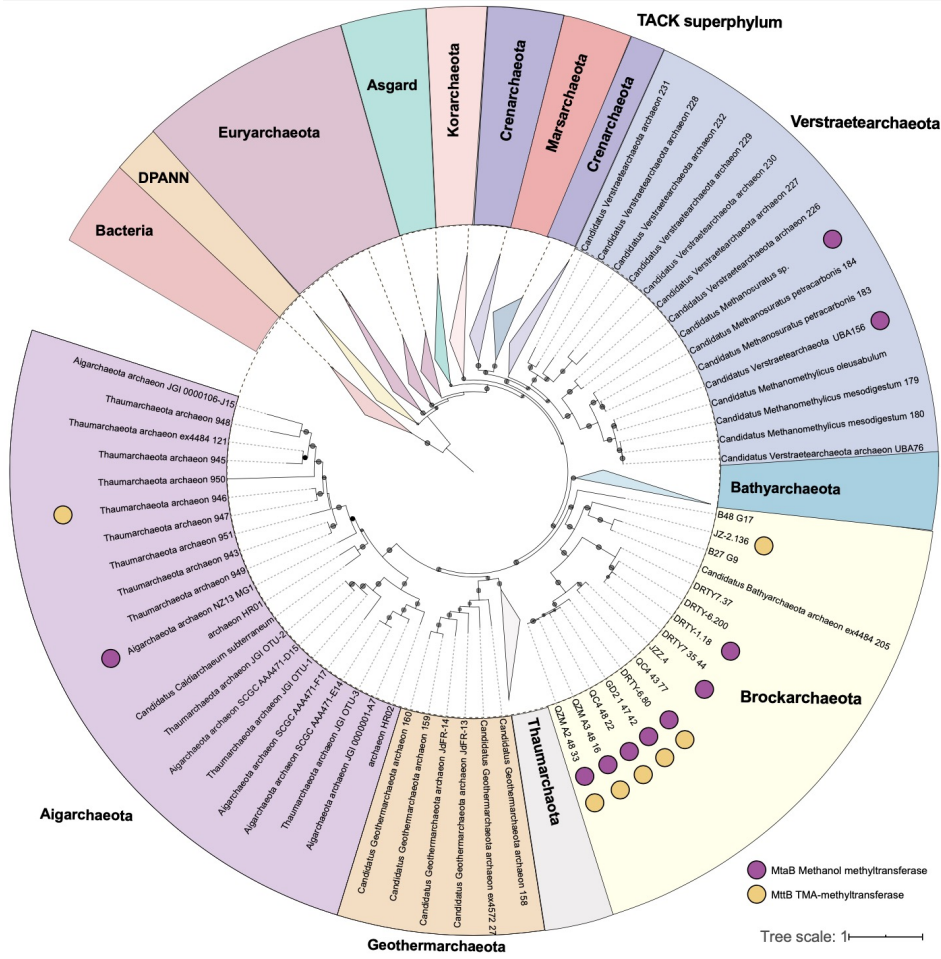 TACK superphylum
Verstraetearchaeota
Bacteria
DPANN
Euryarchaeota
Asgard
Korarchaeota
Crenarchaeota
Marsarchaeota
Crenarchaeota
Candidatus Verstraetearchaeota archaeon 231
Candidatus Verstraetearchaeota archaeon 228
Candidatus Verstraetearchaeota archaeon 232
Candidatus Verstraetearchaeota archaeon 229
Candidatus Verstraetearchaeota archaeon 230
Candidatus Verstraetearchaeota archaeon 227
Candidatus Verstraetearchaeota archaeon 226
Candidatus Methanosuratus sp.
Candidatus Methanosuratus petracarbonis 184
Candidatus Methanosuratus petracarbonis 183
Candidatus Verstraetearchaeota UBA156
Candidatus Methanomethylicus oleusabulum
Candidatus Methanomethylicus mesodigestum 179
Candidatus Methanomethylicus mesodigestum 180
Candidatus Verstraetearchaeota archaeon UBA76
Bathyarchaeota
B48 G17
JZ-2.136
B27 G9
Candidatus Bathyarchaeota archaeon ex4484 205
DRTY7.37
DRTY-6.200
DRTY-1.18
DRTY7 35 44
JZZ.4
QC4 43 77
DRTY-6.80
GD2 1 47 42
QC4 48 22
QZM A3 48 16
QZM A2 48 33
Brockarchaeota
Thaumarchaota
Candidatus Geothermarchaeota archaeon 158
Candidatus Geothermarchaeota archaeon ex4572 27
Candidatus Geothermarchaeota archaeon JdFR-13
Candidatus Geothermarchaeota archaeon JdFR-14
Candidatus Geothermarchaeota archaeon 159
Candidatus Geothermarchaeota archaeon 160
Geothermarchaeota
archaeon HR02
Aigarchaeota archaeon JGI 0000001-A7
Thaumarchaeota archaeon JGI OTU-3
Aigarchaeota archaeon SCGC AAA471-E14
Aigarchaeota archaeon SCGC AAA471-F17
Thaumarchaeota archaeon JGI OTU-1
Aigarchaeota archaeon SCGC AAA471-D15
Thaumarchaeota archaeon JGI OTU-2
Candidatus Caldiarchaeum subterraneum
archaeon HR01
Aigarchaeota archaeon NZ13 MG1
Thaumarchaeota archaeon 949
Thaumarchaeota archaeon 943
Thaumarchaeota archaeon 951
Thaumarchaeota archaeon 947
Thaumarchaeota archaeon 946
Thaumarchaeota archaeon 950
Thaumarchaeota archaeon 945
Thaumarchaeota archaeon ex4484 121
Thaumarchaeota archaeon 948
Aigarchaeota archaeon JGI 0000106-J15
Aigarchaeota
MtaB Methanol methyltransferase
MttB TMA-methyltransferase
Tree scale: 1